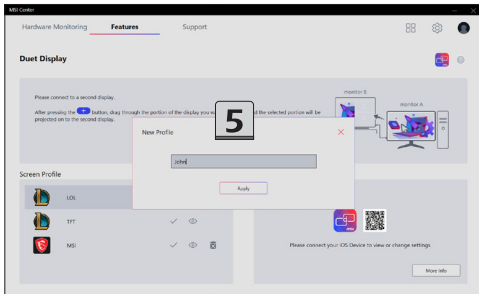 MSI Center
Hardware Monitoring Features Support
Duet Display
Please connect to a second display.
After pressing the button, drag through the portion of the display you
and the selected portion will be
projected on to the second display.
monitor B
monitor A
5
New Profile
John
Apply
Screen Profile
LOL
TFT
MSI
Please connect your iOS Device to view or change settings.
More Info